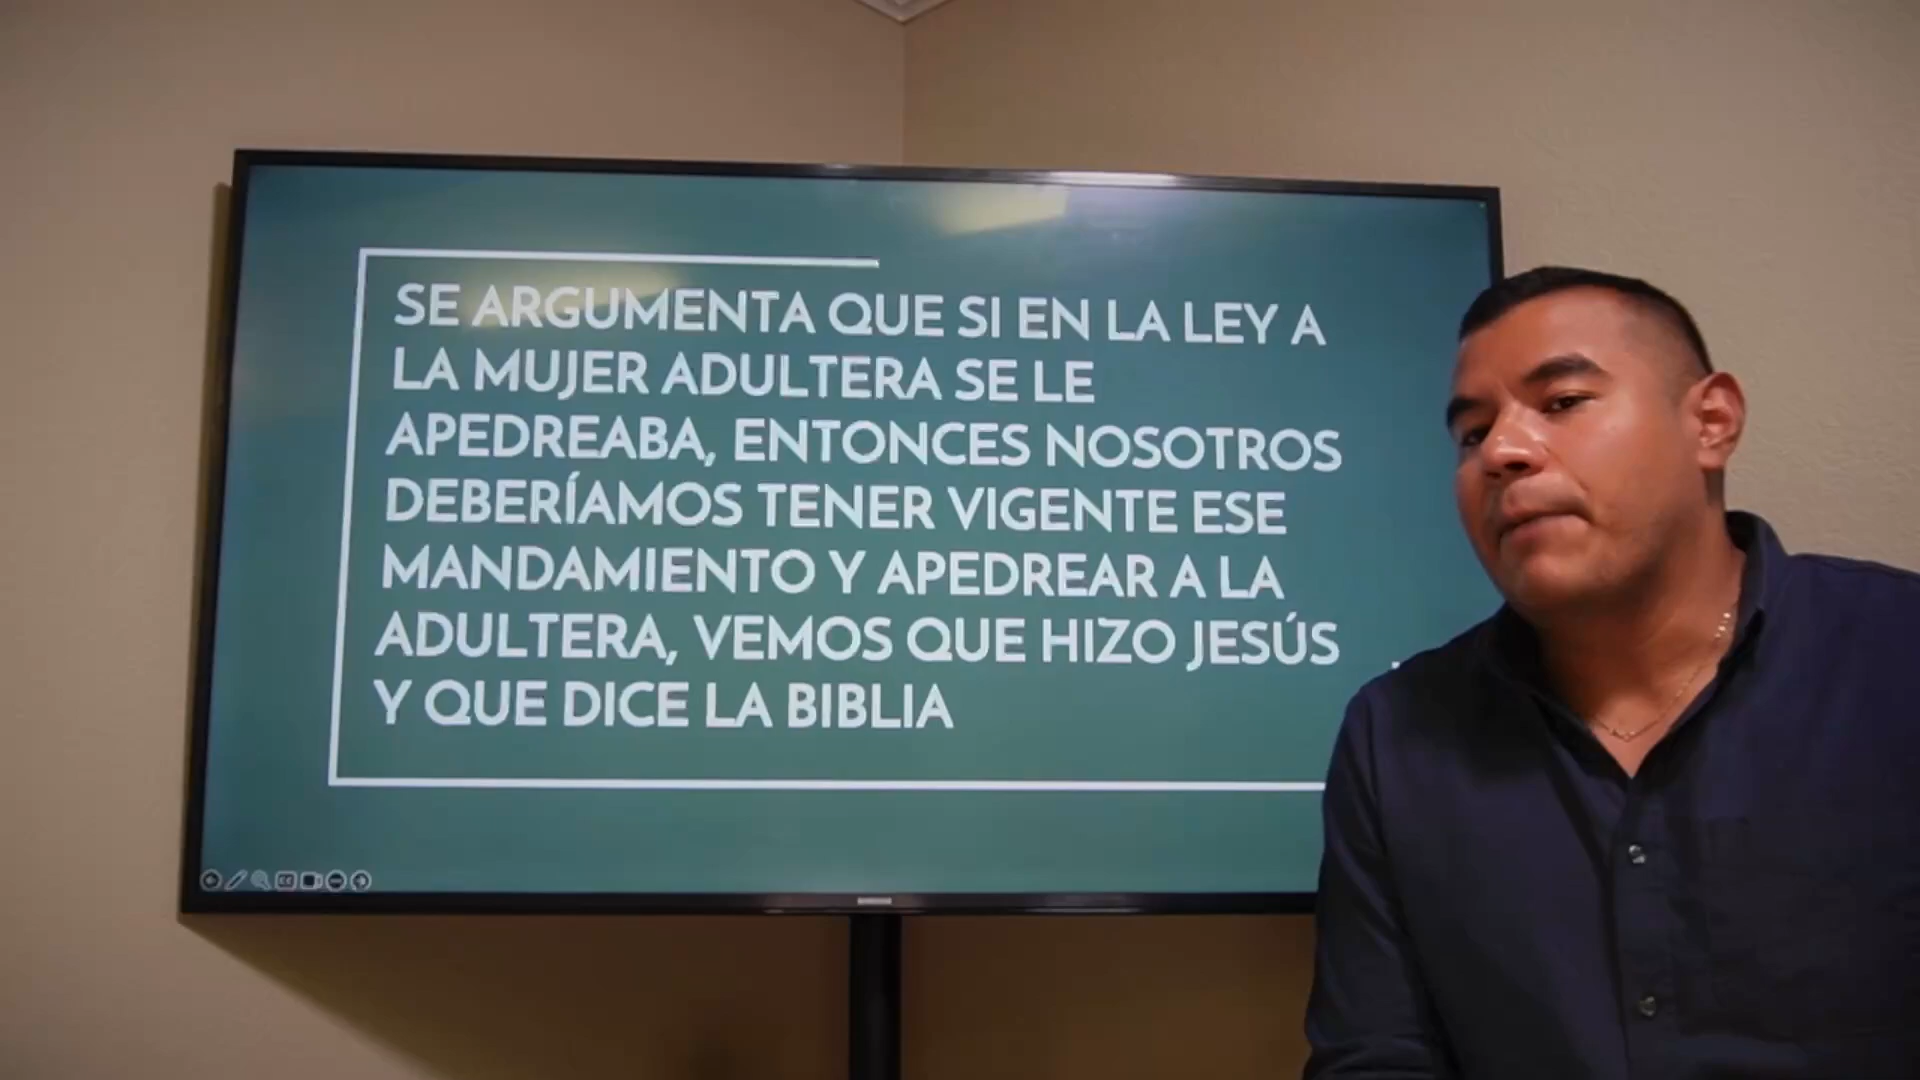 SE ARGUMENTA QUE SI EN LA LEY A
LA MUJER ADULTERA SE LE
APEDREABA, ENTONCES NOSOTROS
DEBERÍAMOS TENER VIGENTE ESE
MANDAMIENTO Y APEDREAR A LA
ADULTERA, VEMOS QUE HIZO JESÚS
Y QUE DICE LA BIBLIA